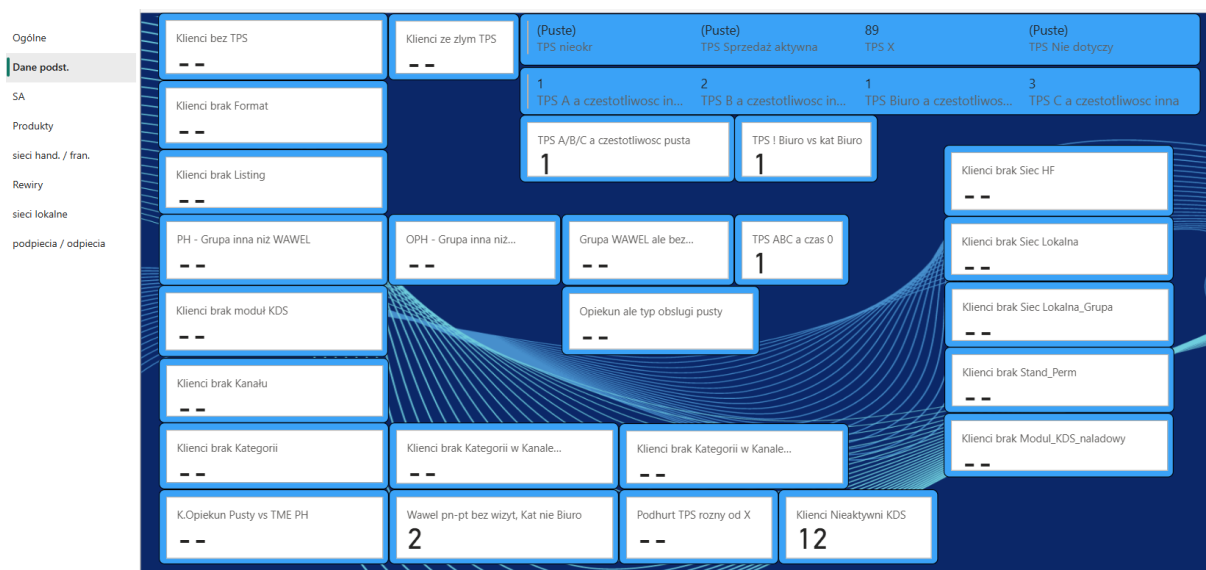 Ogólne
Dane podst.
SA
Produkty
sieci hand. / fran.
Rewiry
sieci lokalne
podpiecia / odpiecia
Klienci bez TPS
--
Klienci ze zlym TPS
--
(Puste)
TPS nieokr
(Puste)
TPS Sprzedaż aktywna
89
TPS X
(Puste)
TPS Nie dotyczy
1
TPS A a czestotliwosc in...
2
TPS B a czestotliwosc in...
1
TPS Biuro a czestotliwos...
3
TPS C a czestotliwosc inna
Klienci brak Format
--
TPS A/B/C a czestotliwosc pusta
1
TPS ! Biuro vs kat Biuro
1
Klienci brak Listing
--
Klienci brak Siec HF
--
PH - Grupa inna niż WAWEL
--
OPH - Grupa inna niż...
--
Grupa WAWEL ale bez...
--
TPS ABC a czas 0
1
Klienci brak Siec Lokalna
--
Klienci brak moduł KDS
--
Opiekun ale typ obslugi pusty
--
Klienci brak Siec Lokalna_Grupa
--
Klienci brak Kanału
--
Klienci brak Stand_Perm
--
Klienci brak Kategorii
--
Klienci brak Kategorii w Kanale...
--
Klienci brak Kategorii w Kanale...
--
Klienci brak Modul_KDS_naladowy
--
K.Opiekun Pusty vs TME PH
--
Wawel pn-pt bez wizyt, Kat nie Biuro
2
Podhurt TPS rozny od X
--
Klienci Nieaktywni KDS
12